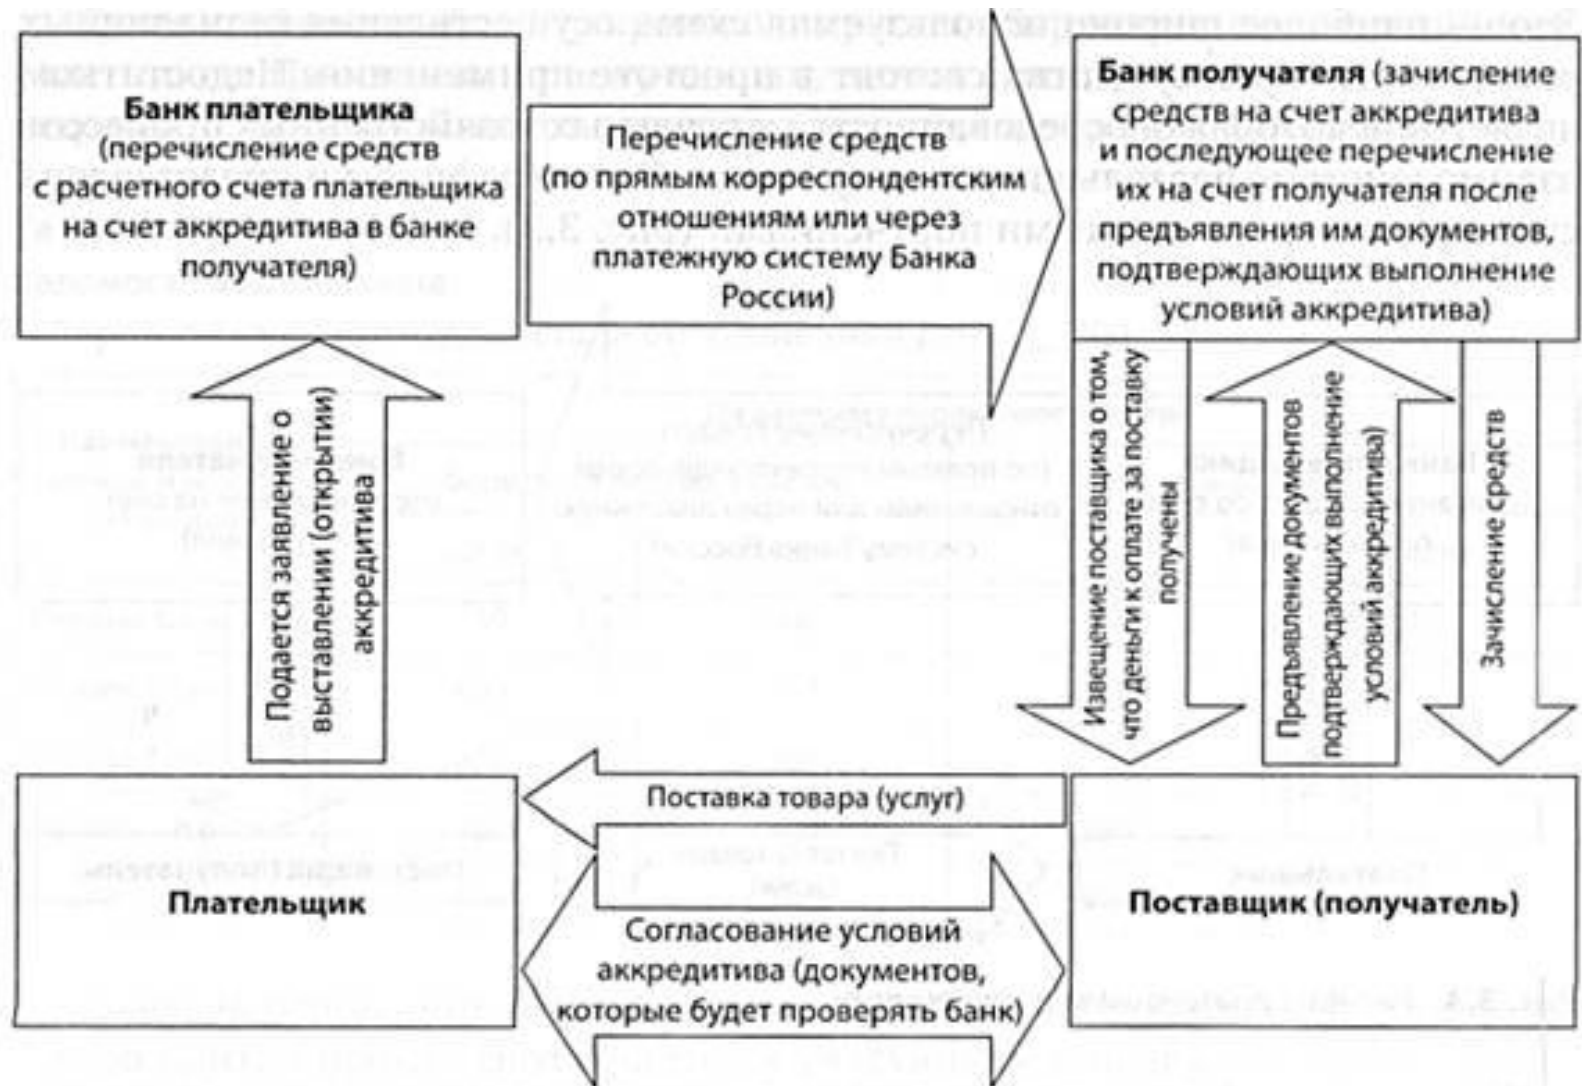 Банк плательщика
(перечисление средств
с расчетного счета плательщика
на счет аккредитива в банке
получателя)
Перечисление средств
(по прямым корреспондентским
отношениям или через
платежную систему Банка
России)
Банк получателя (зачисление
средств на счет аккредитива
и последующее перечисление
их на счет получателя после
предъявления им документов,
подтверждающих выполнение
условий аккредитива)
Подается заявление о
выставлении (открытии)
аккредитива
Извещение поставщика о том,
что деньги к оплате за поставку
получены
Предъявление документов
подтверждающих выполнение
условий аккредитива)
Зачисление средств
Поставка товара (услуг)
Плательщик
Согласование условий
аккредитива (документов,
которые будет проверять банк)
Поставщик (получатель)